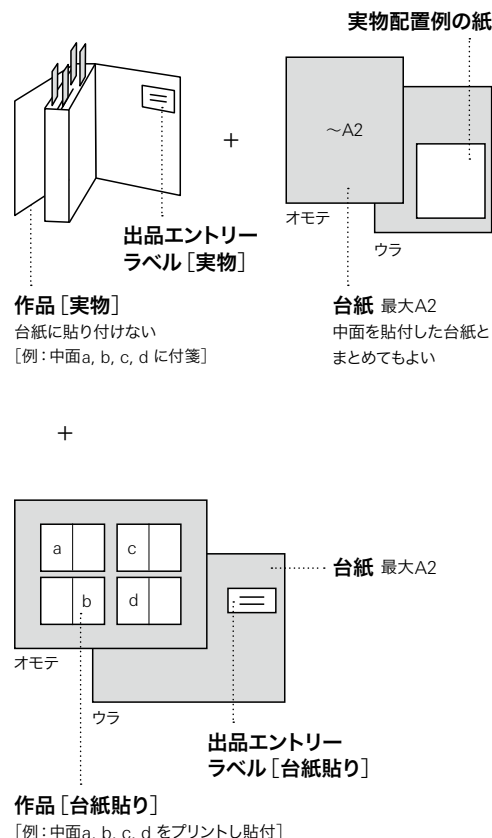 実物配置例の紙
～A2
+
オモテ
ウラ
出品エントリー
ラベル［実物］
作品［実物］
台紙に貼り付けない
［例：中面a, b, c, d に付箋］
台紙 最大A2
中面を貼付した台紙と
まとめてもよい
+
a
c
b
d
台紙 最大A2
オモテ
ウラ
出品エントリー
ラベル［台紙貼り］
作品［台紙貼り］
［例：中面a, b, c, d をプリントし貼付］